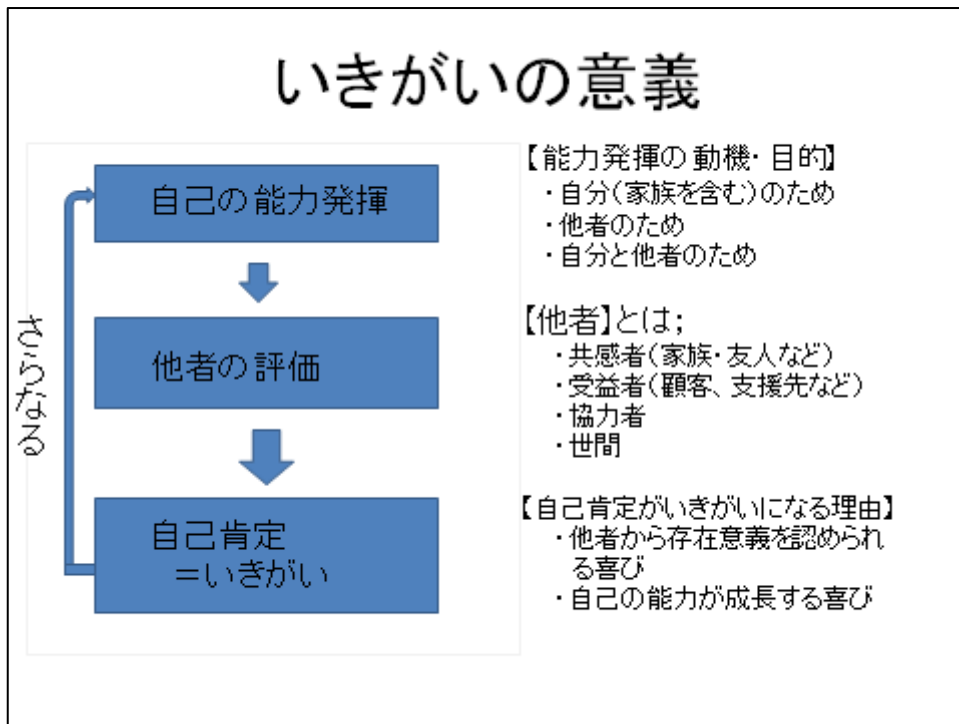 いきがいの意義
自己の能力発揮
他者の評価
自己肯定
＝いきがい
さらなる
【能力発揮の動機・目的】
・自分（家族を含む）のため
・他者のため
・自分と他者のため
【他者】とは；
・共感者（家族・友人など）
・受益者（顧客、支援先など）
・協力者
・世間
【自己肯定がいきがいになる理由】
・他者から存在意義を認められ
る喜び
・自己の能力が成長する喜び